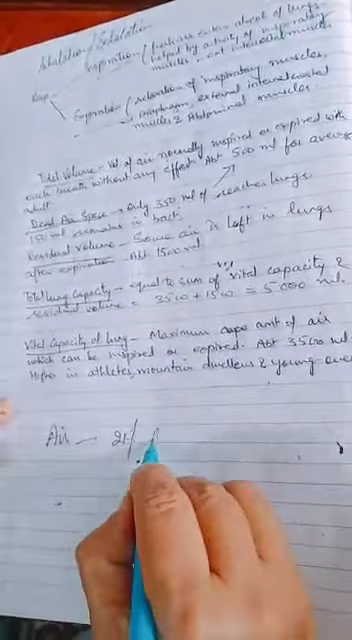 Inhalation / Exhalation
Inspiration (fresh air enters alveoli of lungs
helped by activity of inspiratory
muscles - ext intercostal muscles
Resp
Expiration (relaxation of respiratory muscles,
→ diaphragm, external intercostal
muscles & Abdominal muscles.
Tidal Volume - Vol of air normally inspired or expired with
each breath without any effort. Abt 500 ml for average
adult
Dead Air Space - Only 350 ml of reaches lungs.
150 ml remains in back.
Residual volume - Some air is left in lungs
after expiration. Abt 1500 ml
Total lung Capacity - equal to sum of vital capacity &
residual volume = 3500 + 1500 = 5000 ml.
Vital Capacity of lung - Maximum amt of air
which can be inspired or expired. Abt 3500 ml.
Higher in athletes, mountain dwellers & young
Air — 21%